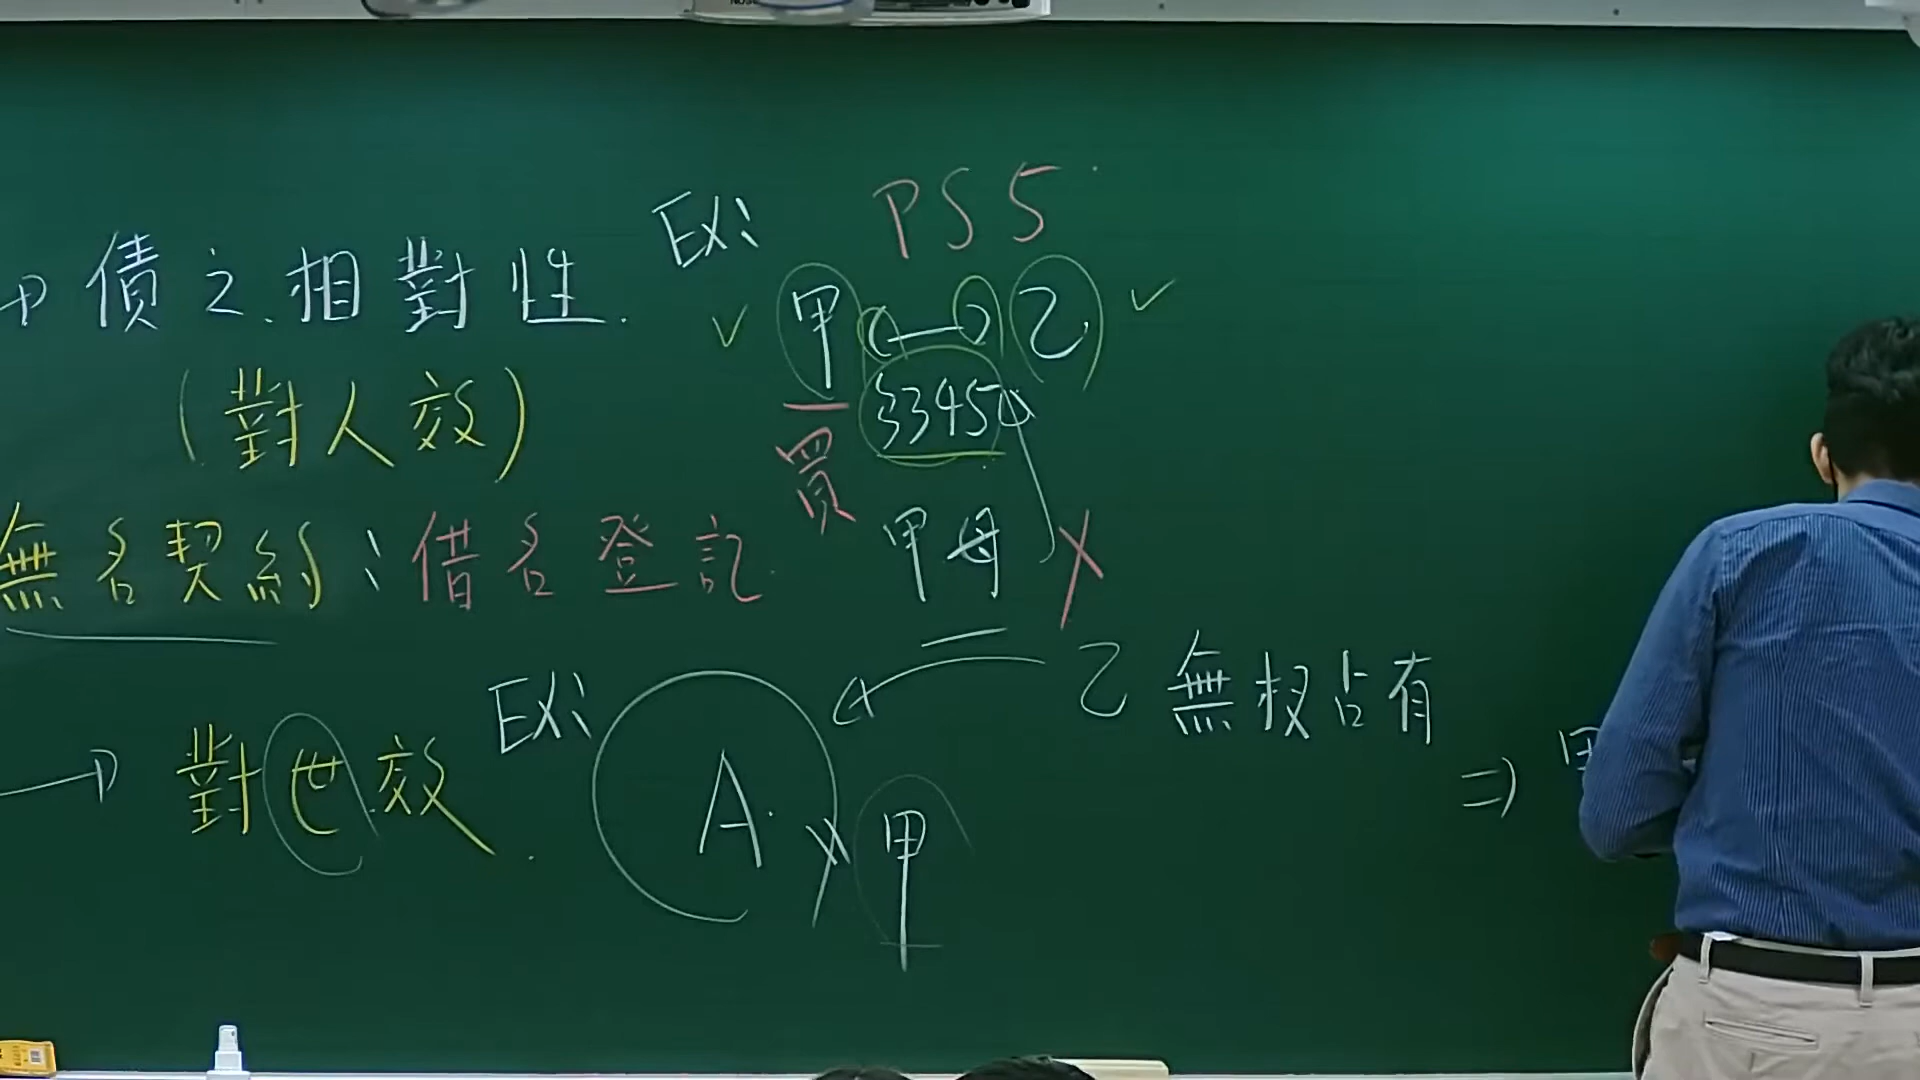 債之相對性.
(對人效)
無名契約:借名登記.
對世效.
Ex: PS5
甲 乙
§345
買
甲母
Ex: A 甲
乙 無权占有
⇒